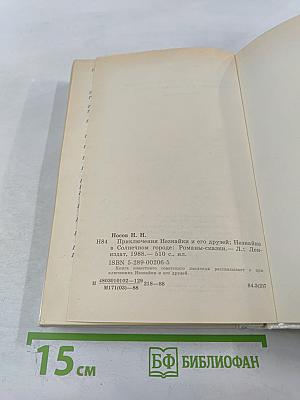 Носов Н. Н.
Н84 Приключения Незнайки и его друзей; Незнайка
в Солнечном городе: Романы-сказки.— Л.: Лен-
издат, 1988.— 510 с., ил.
ISBN 5-289-00206-5
Книга известного советского писателя рассказывает о при-
ключениях Незнайки и его друзей.
Н 4803010102—129 218—88
М171(03)—88
84.3(2)7
15 см
БФ БИБЛИОФАН